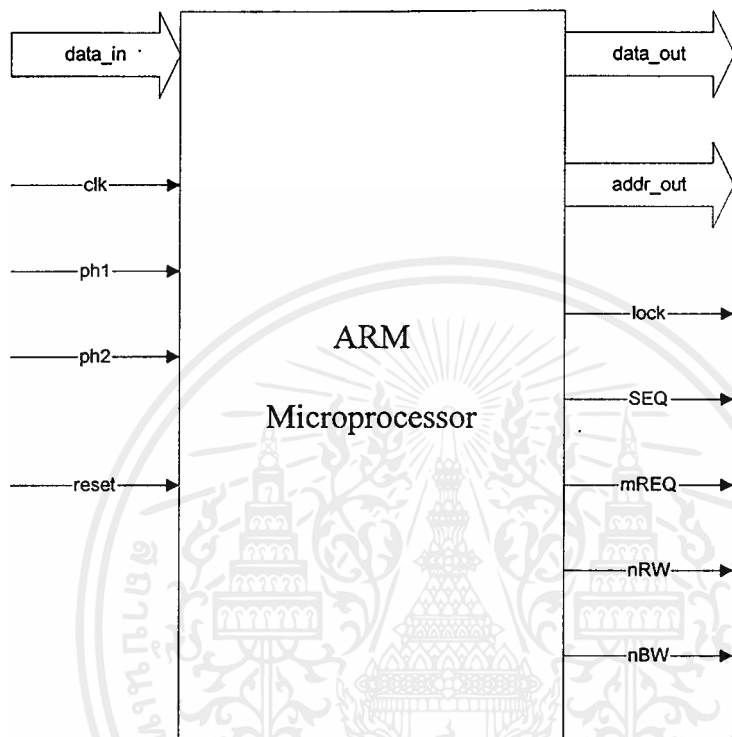 data_in
data_out
clk
addr_out
ph1
lock
ph2
ARM
SEQ
Microprocessor
reset
mREQ
nRW
nBW